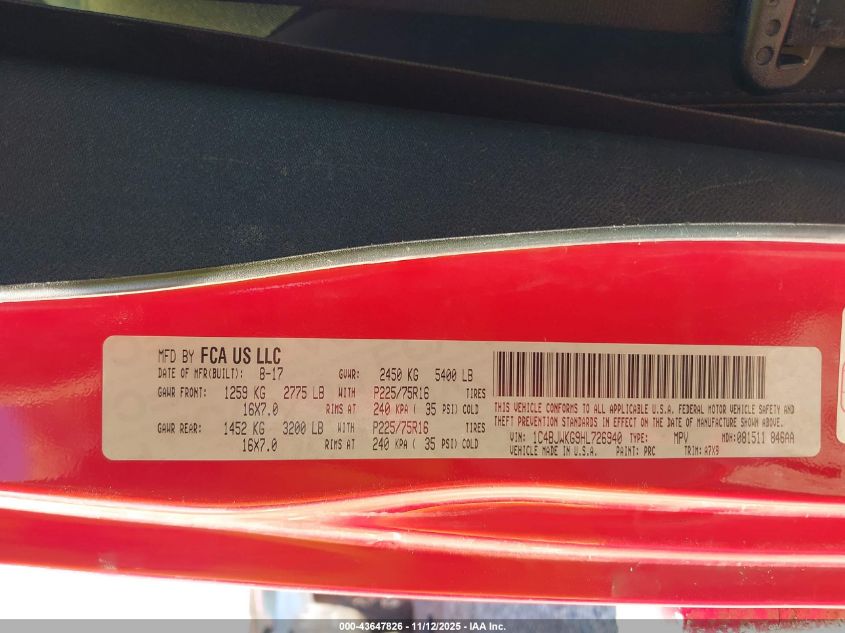 MFD BY FCA US LLC
DATE OF MFR(BUILT): 8-17 GVWR: 2450 KG 5400 LB
GAWR FRONT: 1259 KG 2775 LB WITH P225/75R16 TIRES
16X7.0 RIMS AT 240 KPA ( 35 PSI) COLD
GAWR REAR: 1452 KG 3200 LB WITH P225/75R16 TIRES
16X7.0 RIMS AT 240 KPA ( 35 PSI) COLD
THIS VEHICLE CONFORMS TO ALL APPLICABLE U.S.A. FEDERAL MOTOR VEHICLE SAFETY AND
THEFT PREVENTION STANDARDS IN EFFECT ON THE DATE OF MANUFACTURE SHOWN ABOVE.
VIN: 1C4BJWKG9HL726940 TYPE: MPV MDH: 081511 846AA
VEHICLE MADE IN U.S.A. PAINT: PRC TRIM: A7X9
000-43647826 - 11/12/2025 - IAA Inc.